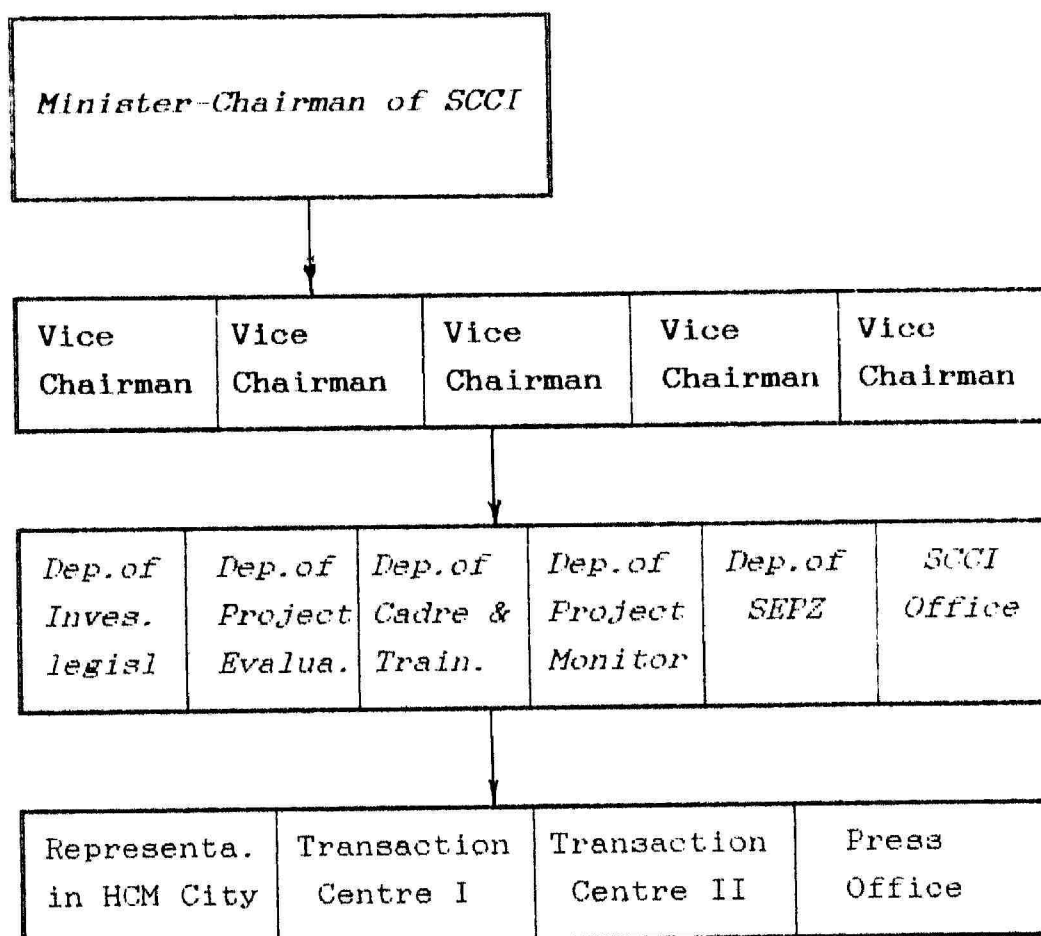 Minister-Chairman of SCCI
Vice
Chairman
Vice
Chairman
Vice
Chairman
Vice
Chairman
Vice
Chairman
Dep.of
Inves.
legisl
Dep.of
Project
Evalua.
Dep.of
Cadre &
Train.
Dep.of
Project
Monitor
Dep.of
SEPZ
SCCI
Office
Representa.
in HCM City
Transaction
Centre I
Transaction
Centre II
Press
Office